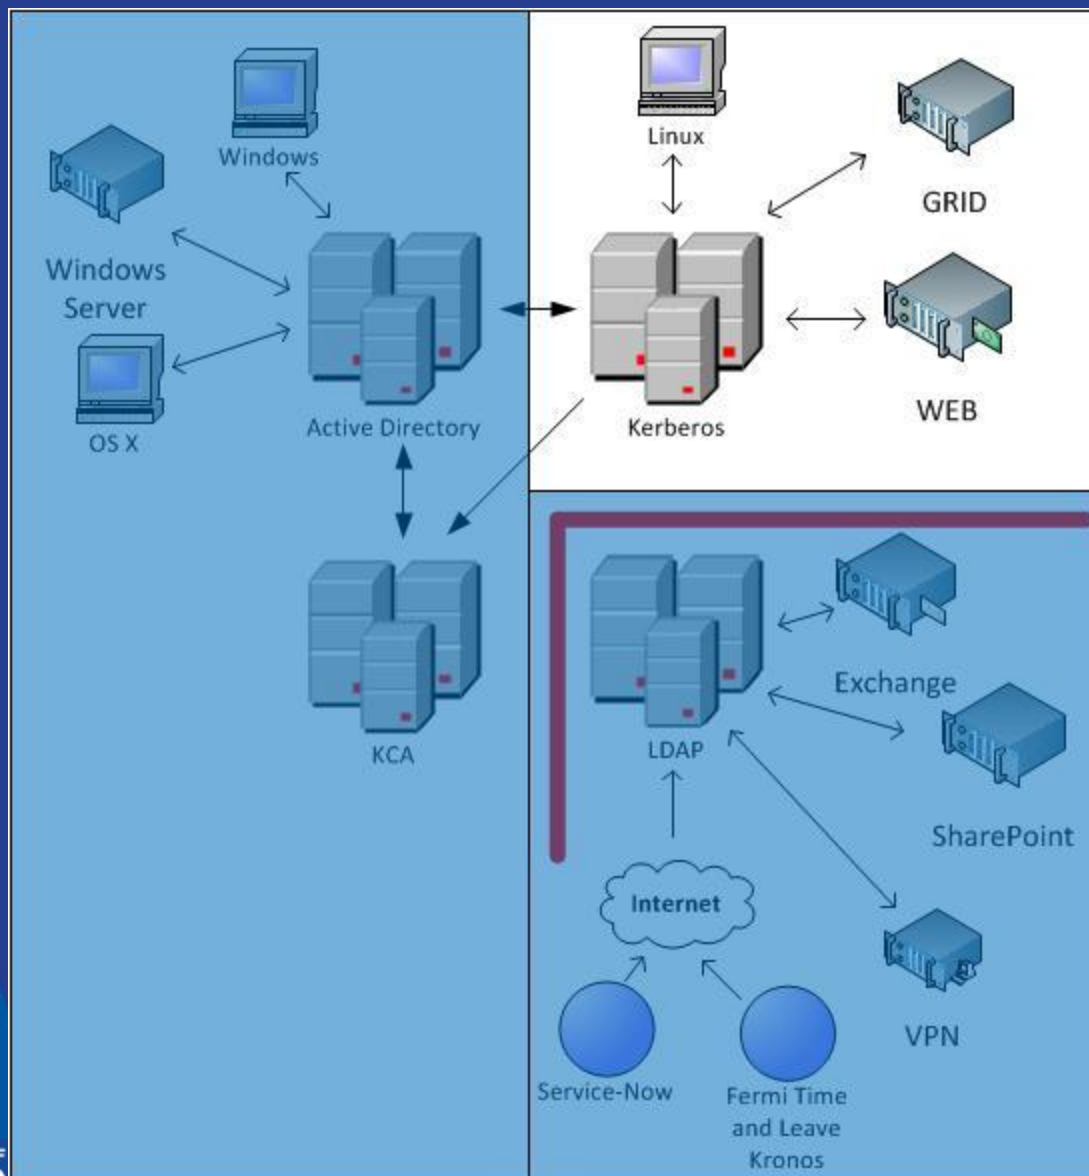 Windows
Windows
Server
OS X
Active Directory
KCA
Linux
GRID
WEB
Kerberos
Exchange
LDAP
SharePoint
Internet
VPN
Service-Now
Fermi Time
and Leave
Kronos